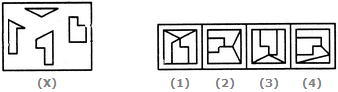 (X) (1) (2) (3) (4)